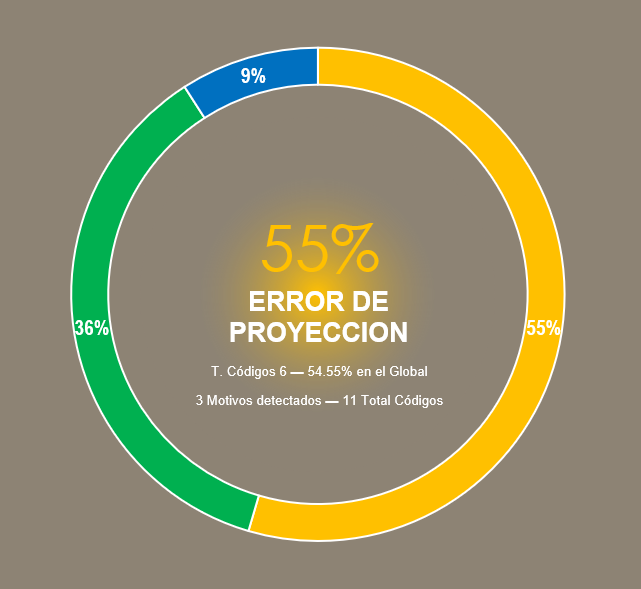 9%
55%
ERROR DE
PROYECCION
36%
55%
T. Códigos 6 — 54.55% en el Global
3 Motivos detectados — 11 Total Códigos